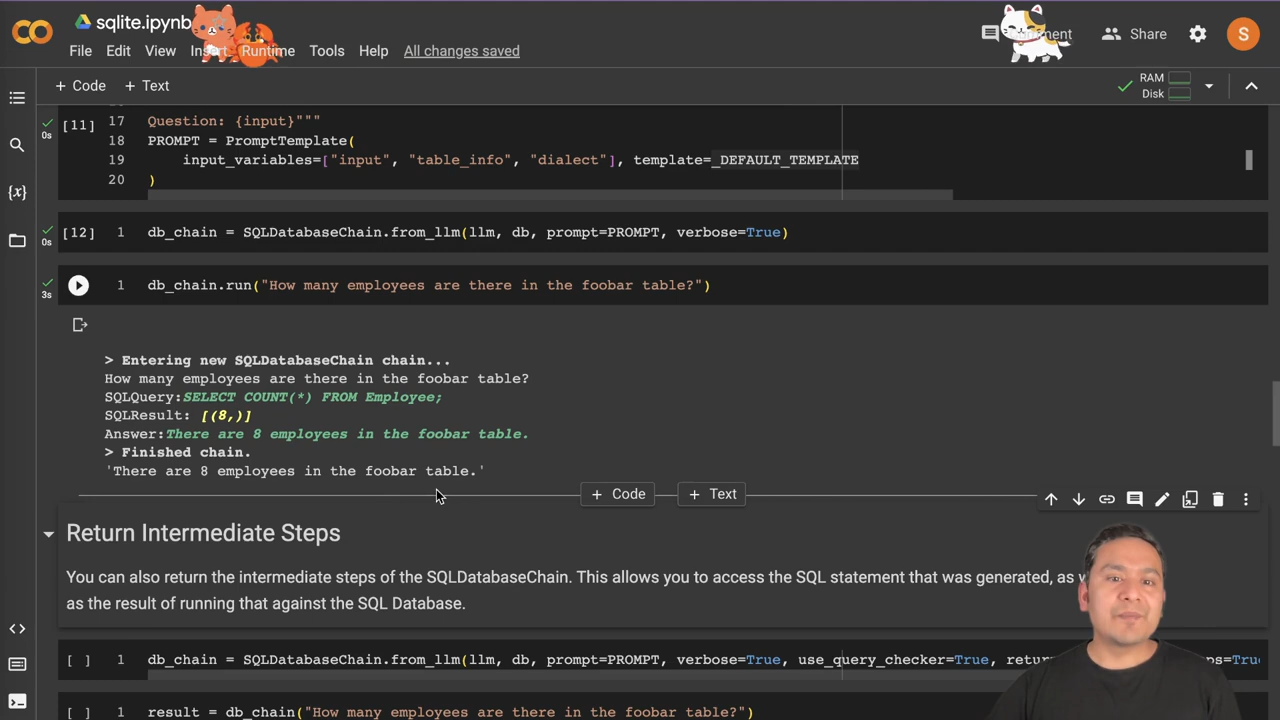 sqlite.ipynb
File Edit View Insert Runtime Tools Help All changes saved
Comment Share S
+ Code + Text
RAM
Disk
[11] 17 Question: {input}"""
0s
18 PROMPT = PromptTemplate(
19 input_variables=["input", "table_info", "dialect"], template=_DEFAULT_TEMPLATE
20 )
[12] 1 db_chain = SQLDatabaseChain.from_llm(llm, db, prompt=PROMPT, verbose=True)
0s
1 db_chain.run("How many employees are there in the foobar table?")
3s
> Entering new SQLDatabaseChain chain...
How many employees are there in the foobar table?
SQLQuery:SELECT COUNT(*) FROM Employee;
SQLResult: [(8,)]
Answer:There are 8 employees in the foobar table.
> Finished chain.
'There are 8 employees in the foobar table.'
+ Code + Text
Return Intermediate Steps
You can also return the intermediate steps of the SQLDatabaseChain. This allows you to access the SQL statement that was generated, as
as the result of running that against the SQL Database.
[ ] 1 db_chain = SQLDatabaseChain.from_llm(llm, db, prompt=PROMPT, verbose=True, use_query_checker=True,
[ ] 1 result = db_chain("How many employees are there in the foobar table?")